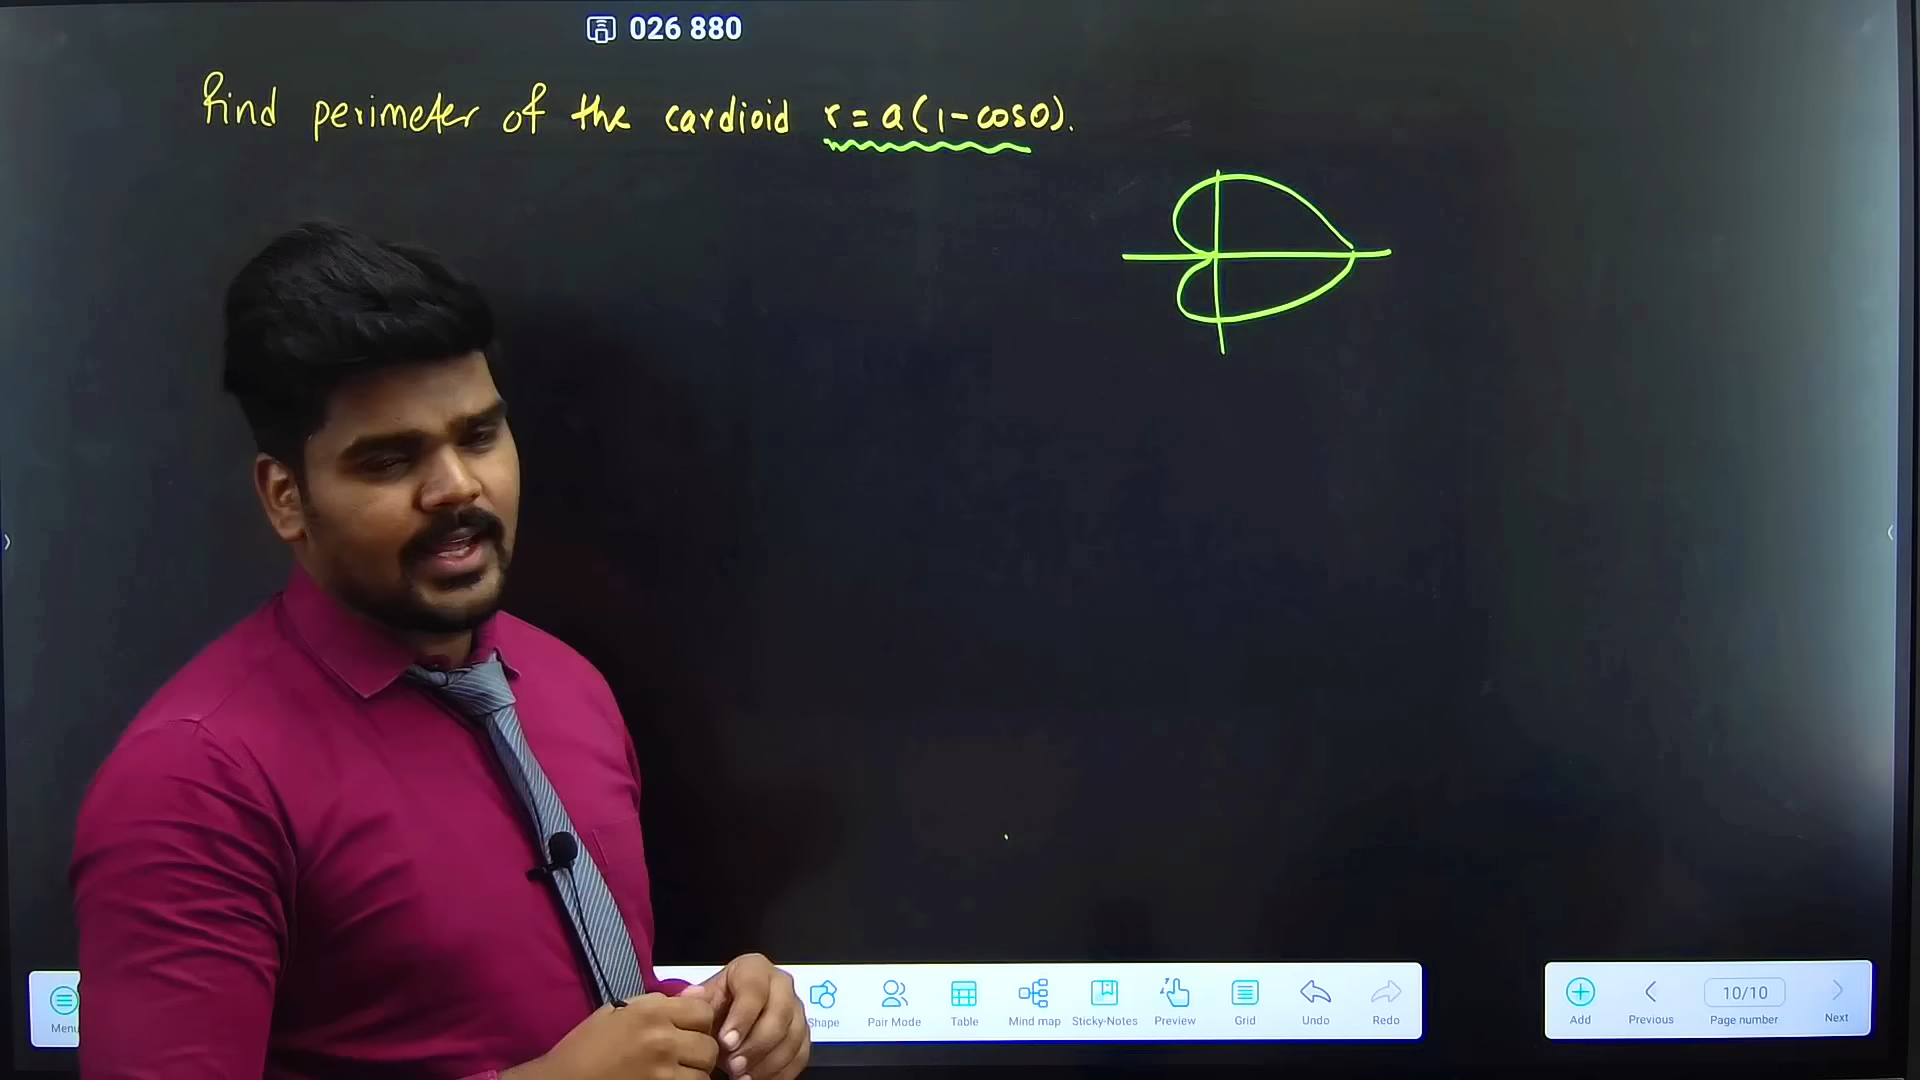 026 880
Find perimeter of the cardioid r = a(1-cosθ).
Menu
Shape
Pair Mode
Table
Mind map
Sticky-Notes
Preview
Grid
Undo
Redo
Add
Previous
10/10
Page number
Next